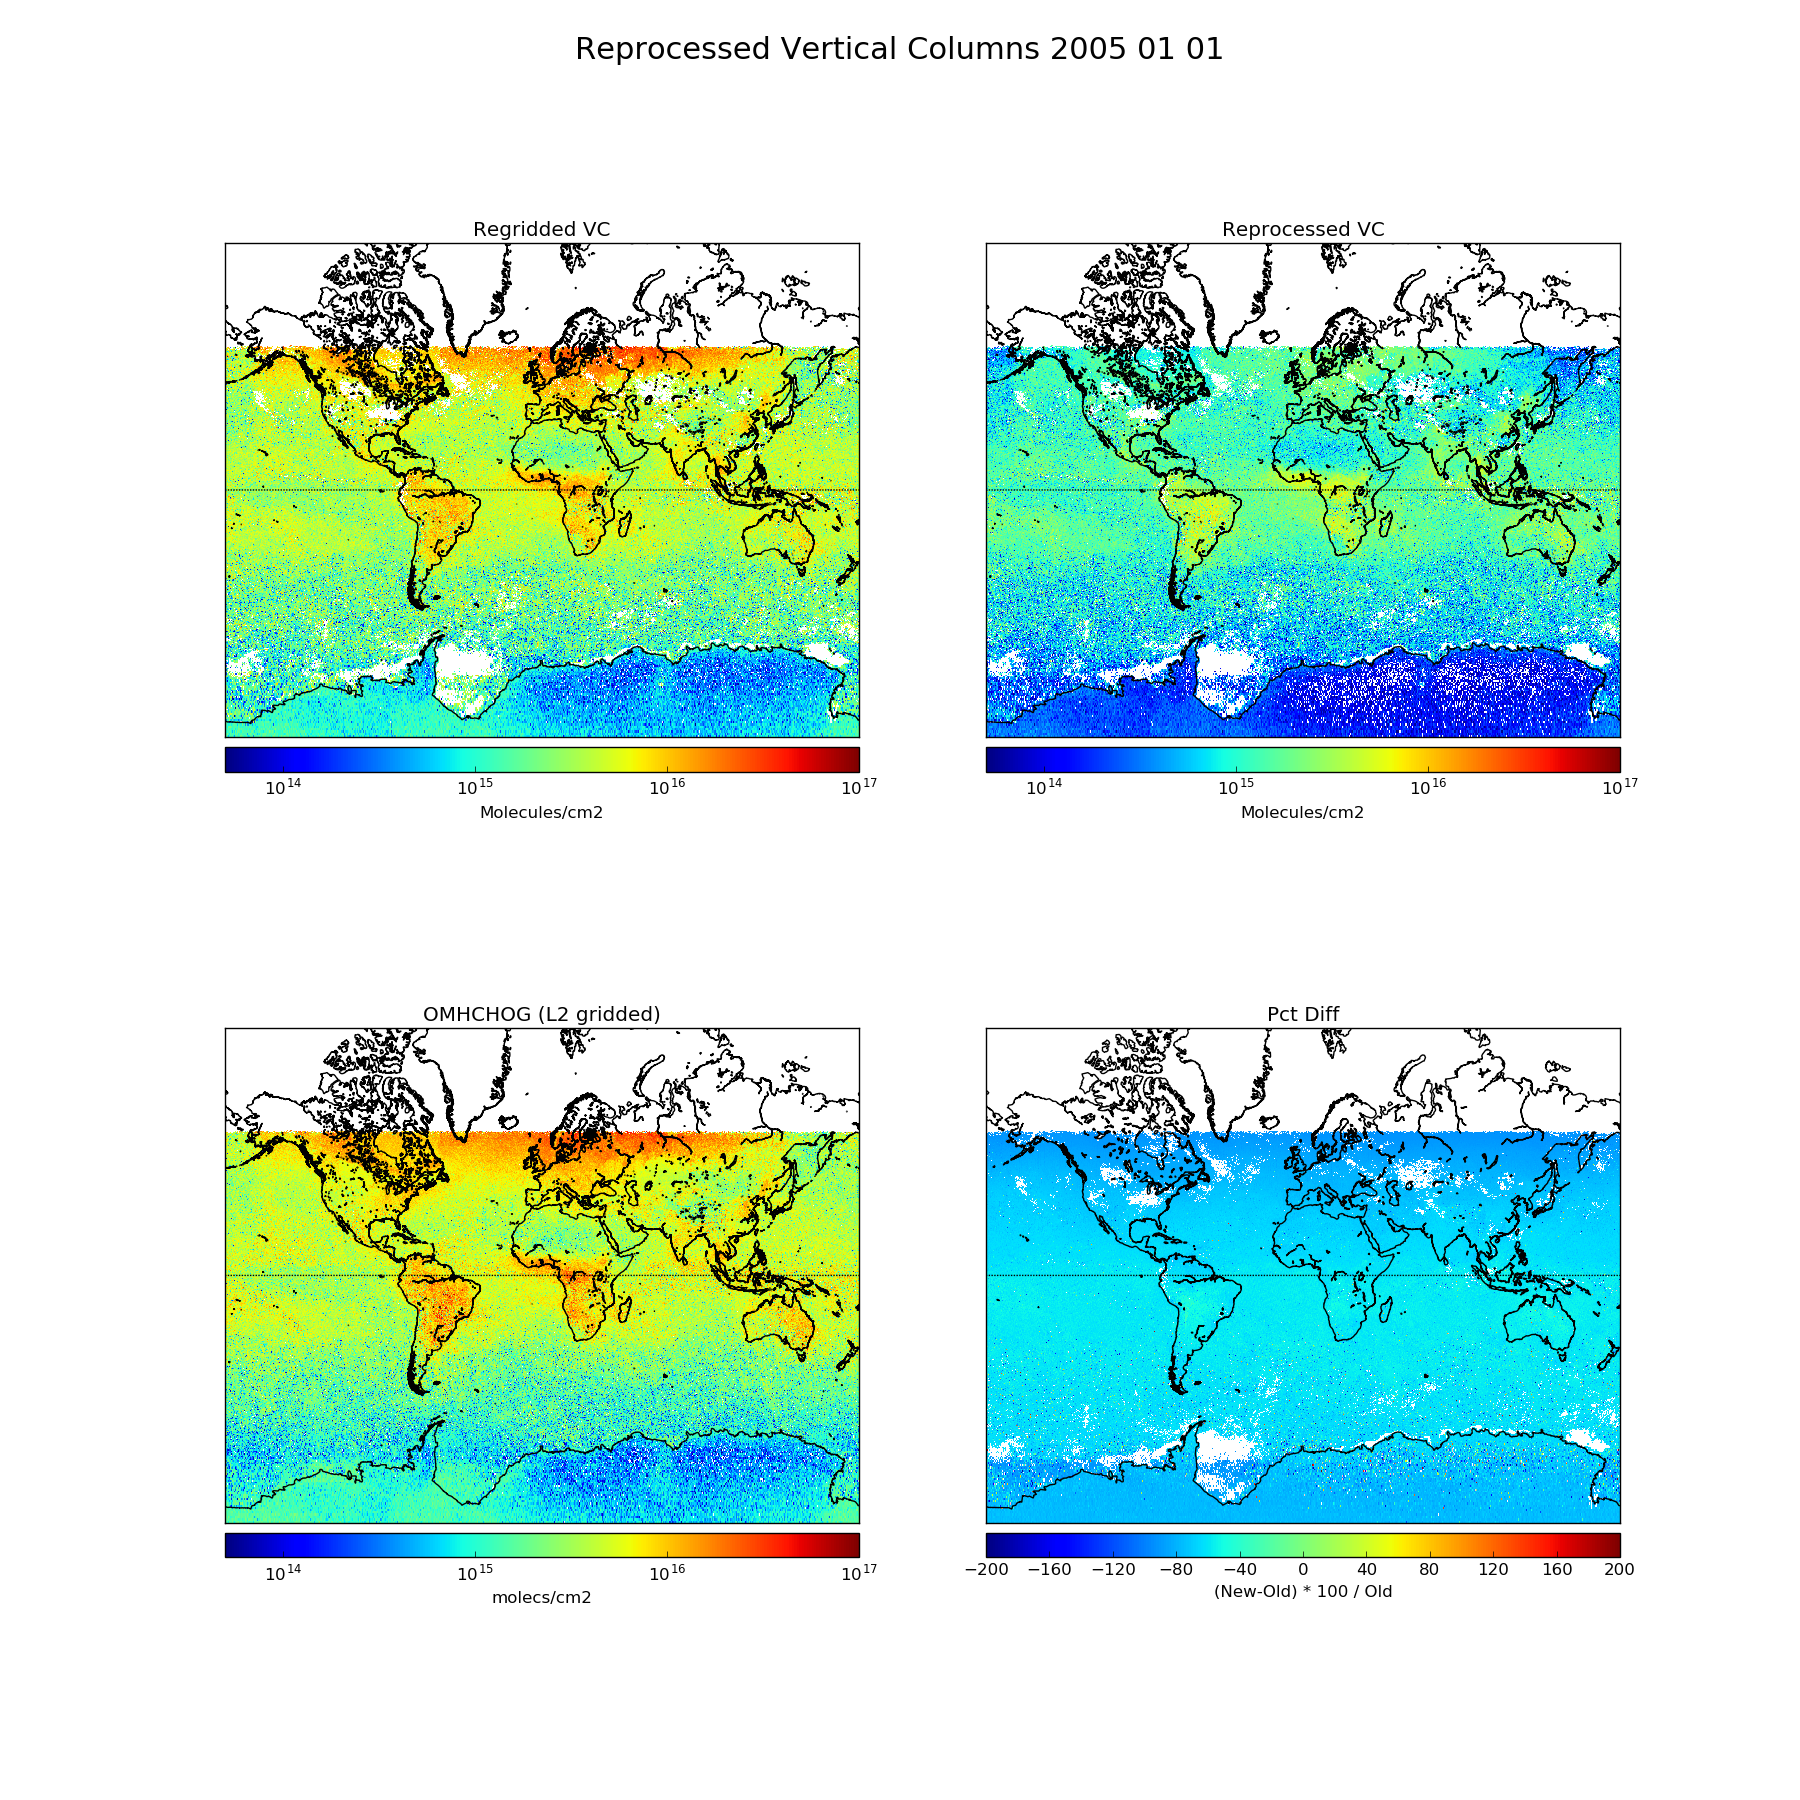 Reprocessed Vertical Columns 2005 01 01
Regridded VC
10^14 10^15 10^16 10^17
Molecules/cm2
Reprocessed VC
10^14 10^15 10^16 10^17
Molecules/cm2
OMHCHOG (L2 gridded)
10^14 10^15 10^16 10^17
molecs/cm2
Pct Diff
−200 −160 −120 −80 −40 0 40 80 120 160 200
(New-Old) * 100 / Old